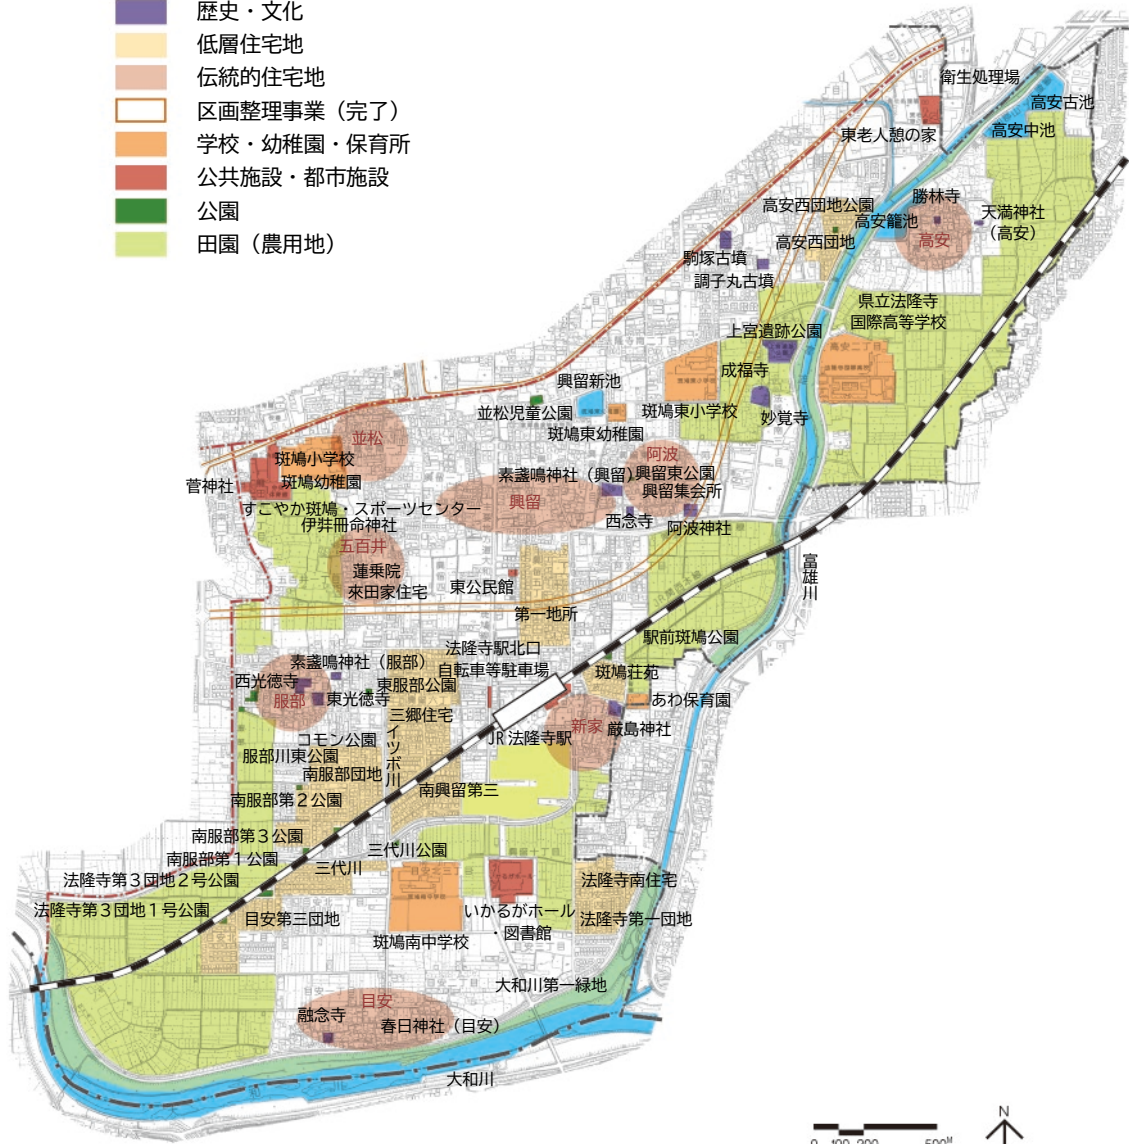 歴史・文化
低層住宅地
伝統的住宅地
区画整理事業（完了）
学校・幼稚園・保育所
公共施設・都市施設
公園
田園（農用地）
衛生処理場
高安古池
高安中池
東老人憩の家
勝林寺
高安西団地公園
高安籠池
天満神社
（高安）
高安
高安西団地
駒塚古墳
調子丸古墳
県立法隆寺
国際高等学校
上宮遺跡公園
高安二丁目
成福寺
興留新池
並松児童公園
斑鳩東小学校
妙覚寺
斑鳩東幼稚園
並松
斑鳩小学校
阿波
素盞鳴神社（興留）
興留東公園
斑鳩幼稚園
菅神社
興留集会所
興留
すこやか斑鳩・スポーツセンター
西念寺
阿波神社
伊弉冊命神社
五百井
蓮乗院
來田家住宅
東公民館
富雄川
第一地所
駅前斑鳩公園
法隆寺駅北口
自転車等駐車場
素盞鳴神社（服部）
西光徳寺
東服部公園
斑鳩荘苑
服部
東光徳寺
あわ保育園
三郷住宅
新家
厳島神社
イツボ川
コモン公園
JR 法隆寺駅
服部川東公園
南服部団地
南興留第三
南服部第２公園
南服部第３公園
三代川公園
南服部第１公園
三代川
法隆寺第３団地２号公園
法隆寺南住宅
法隆寺第３団地１号公園
目安第三団地
いかるがホール
・図書館
法隆寺第一団地
斑鳩南中学校
大和川第一緑地
目安
融念寺
春日神社（目安）
大和川
N
0 100 200 500M